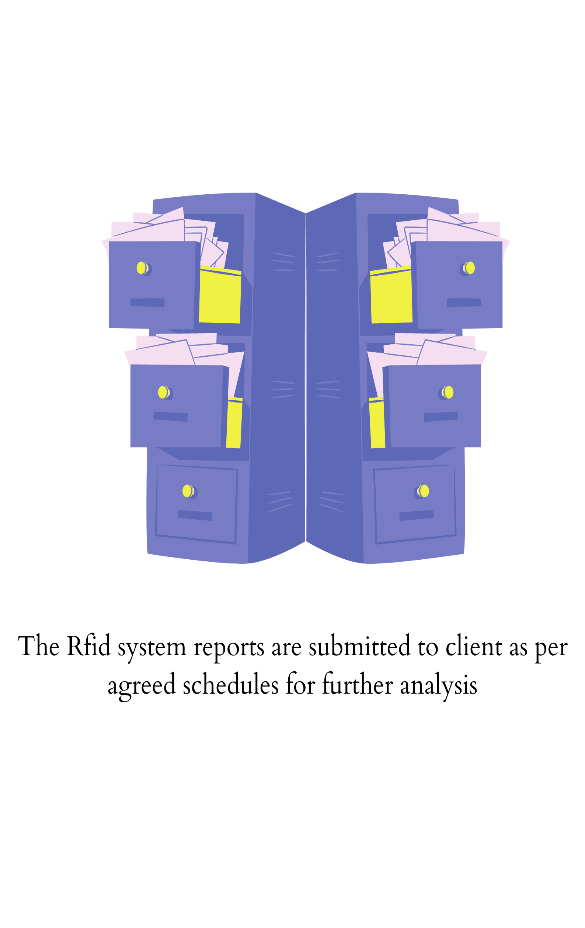 The Rfid system reports are submitted to client as per
agreed schedules for further analysis